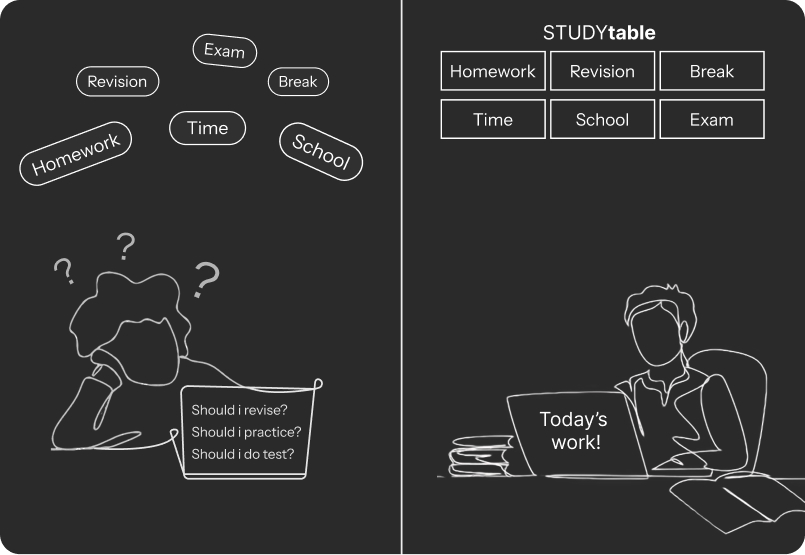 Exam
Revision
Break
Time
Homework
School
?
?
?
Should i revise?
Should i practice?
Should i do test?
STUDYtable
Homework Revision Break
Time School Exam
Today's
work!